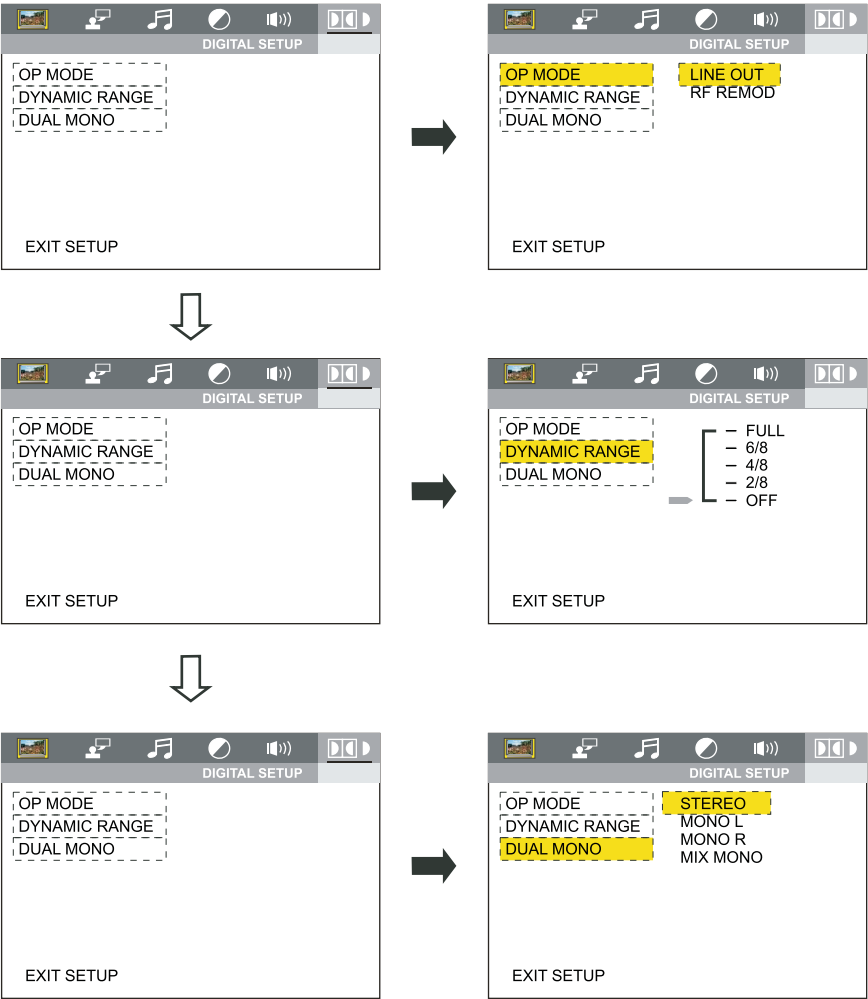 DIGITAL SETUP
OP MODE
DYNAMIC RANGE
DUAL MONO
EXIT SETUP
DIGITAL SETUP
OP MODE
DYNAMIC RANGE
DUAL MONO
LINE OUT
RF REMOD
EXIT SETUP
DIGITAL SETUP
OP MODE
DYNAMIC RANGE
DUAL MONO
EXIT SETUP
DIGITAL SETUP
OP MODE
DYNAMIC RANGE
DUAL MONO
FULL
6/8
4/8
2/8
OFF
EXIT SETUP
DIGITAL SETUP
OP MODE
DYNAMIC RANGE
DUAL MONO
EXIT SETUP
DIGITAL SETUP
OP MODE
DYNAMIC RANGE
DUAL MONO
STEREO
MONO L
MONO R
MIX MONO
EXIT SETUP